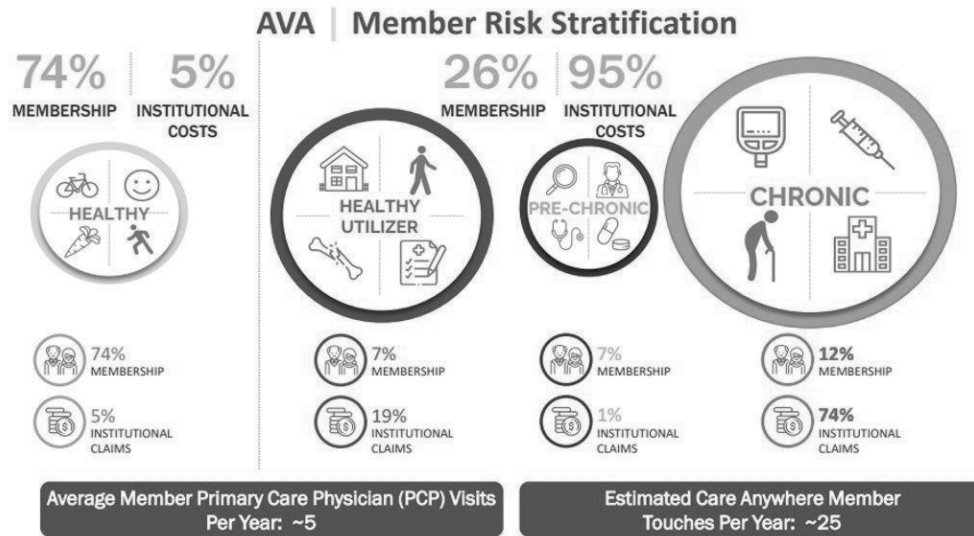 AVA | Member Risk Stratification
74%
MEMBERSHIP
5%
INSTITUTIONAL
COSTS
26%
MEMBERSHIP
95%
INSTITUTIONAL
COSTS
HEALTHY
HEALTHY
UTILIZER
PRE-CHRONIC
CHRONIC
74%
MEMBERSHIP
5%
INSTITUTIONAL
CLAIMS
7%
MEMBERSHIP
19%
INSTITUTIONAL
CLAIMS
7%
MEMBERSHIP
1%
INSTITUTIONAL
CLAIMS
12%
MEMBERSHIP
74%
INSTITUTIONAL
CLAIMS
Average Member Primary Care Physician (PCP) Visits
Per Year: ~5
Estimated Care Anywhere Member
Touches Per Year: ~25